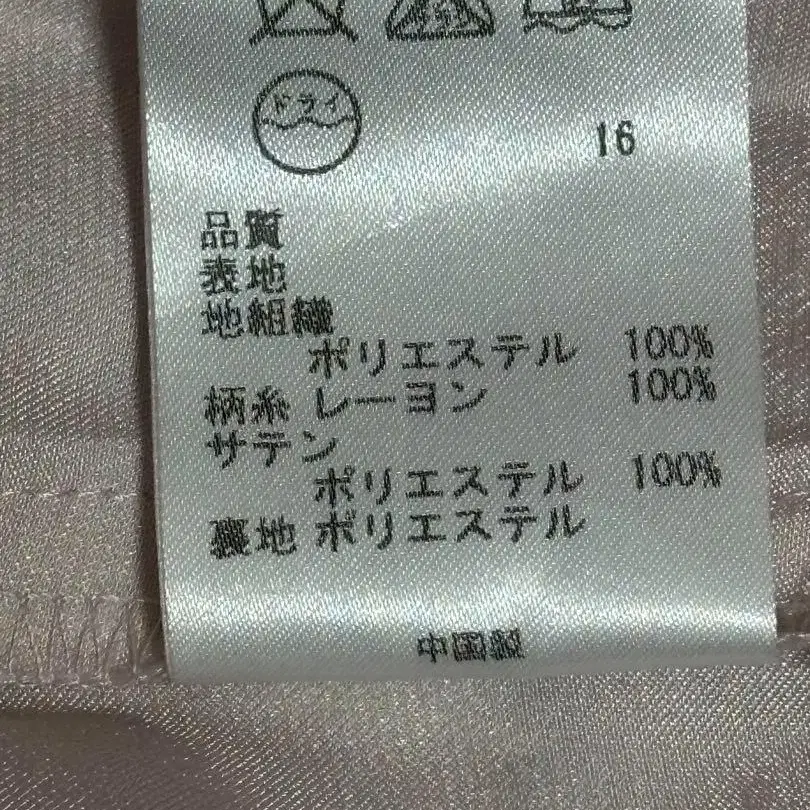 ドライ
16
品質
表地
地組織
ポリエステル 100%
柄糸 レーヨン 100%
サテン
ポリエステル 100%
裏地 ポリエステル
中国製